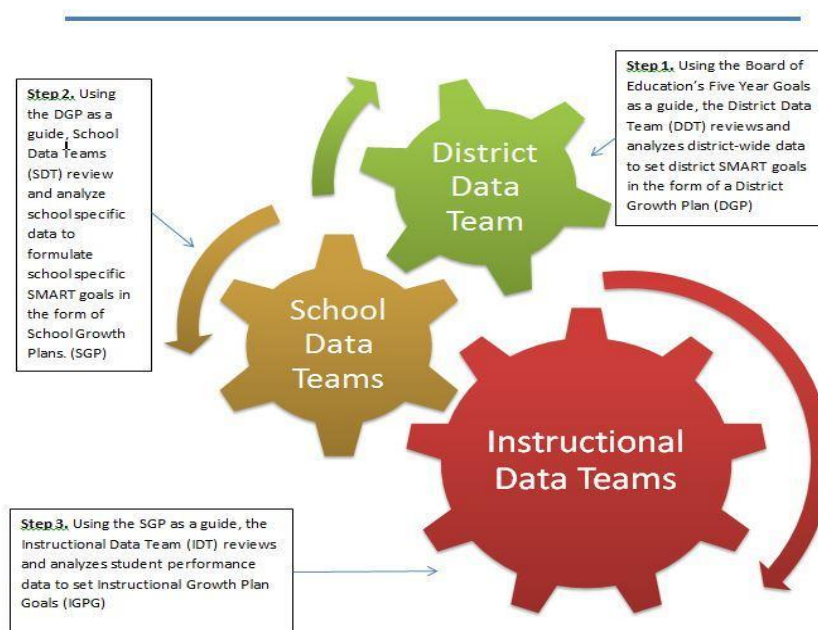 Step 1. Using the Board of
Education's Five Year Goals
as a guide, the District Data
Team (DDT) reviews and
analyzes district-wide data
to set district SMART goals
in the form of a District
Growth Plan (DGP)
District
Data
Team
Step 2. Using
the DGP as a
guide, School
Data Teams
(SDT) review
and analyze
school specific
data to
formulate
school specific
SMART goals in
the form of
School Growth
Plans. (SGP)
School
Data
Teams
Instructional
Data Teams
Step 3. Using the SGP as a guide, the
Instructional Data Team (IDT) reviews
and analyzes student performance
data to set Instructional Growth Plan
Goals (IGPG)